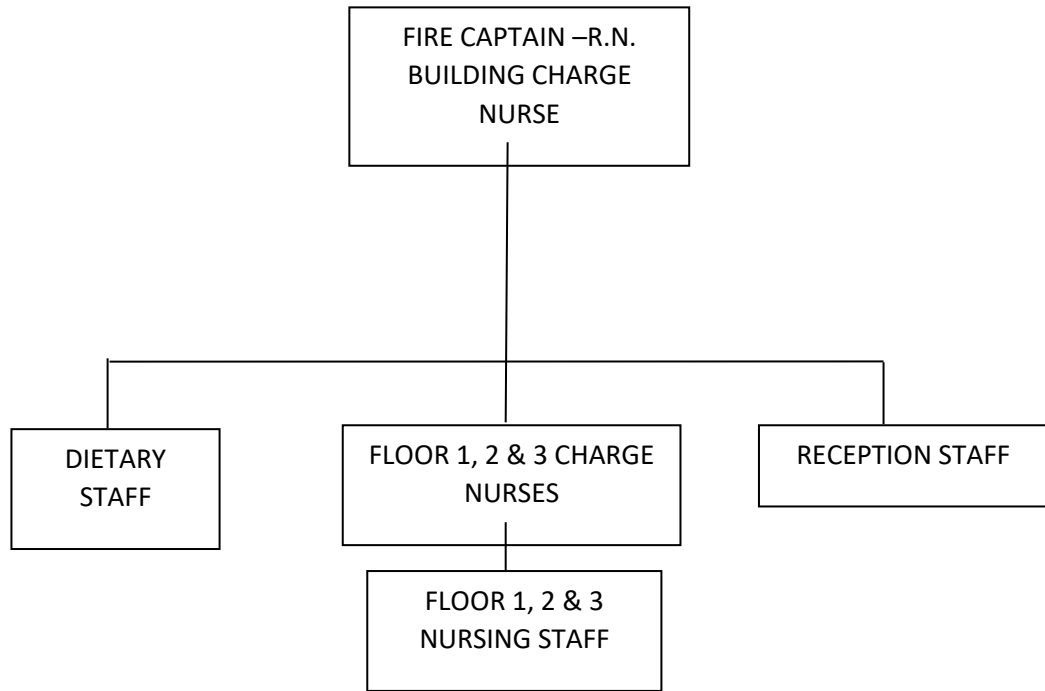 FIRE CAPTAIN –R.N.
BUILDING CHARGE
NURSE
DIETARY
STAFF
FLOOR 1, 2 & 3 CHARGE
NURSES
RECEPTION STAFF
FLOOR 1, 2 & 3
NURSING STAFF